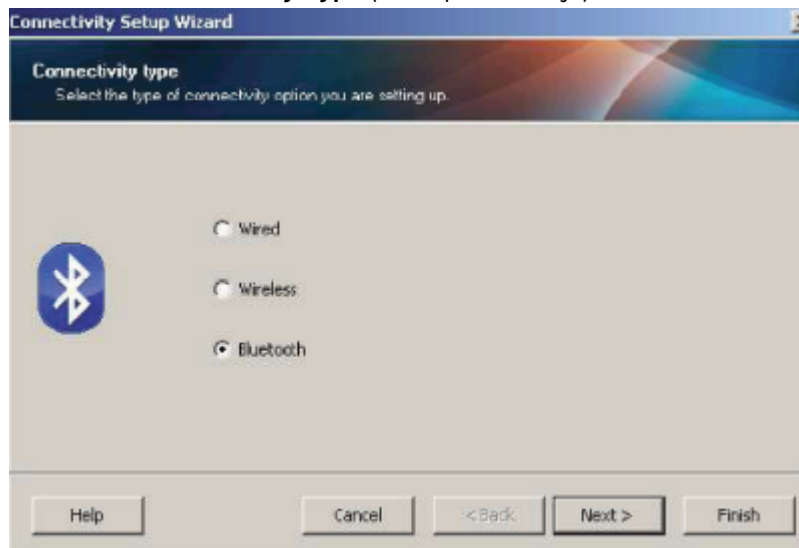 Connectivity Setup Wizard
Connectivity type
Select the type of connectivity option you are setting up.
Wired
Wireless
Bluetooth
Help
Cancel
< Back
Next >
Finish